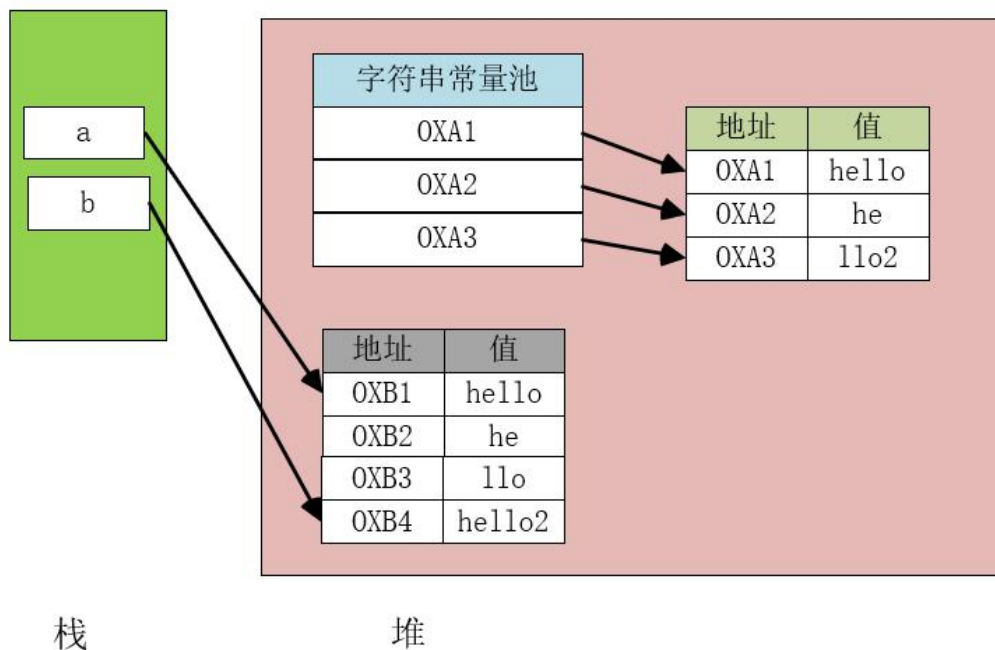 a
b
字符串常量池
OXA1
OXA2
OXA3
地址 值
OXA1 hello
OXA2 he
OXA3 llo2
地址 值
OXB1 hello
OXB2 he
OXB3 llo
OXB4 hello2
栈 堆